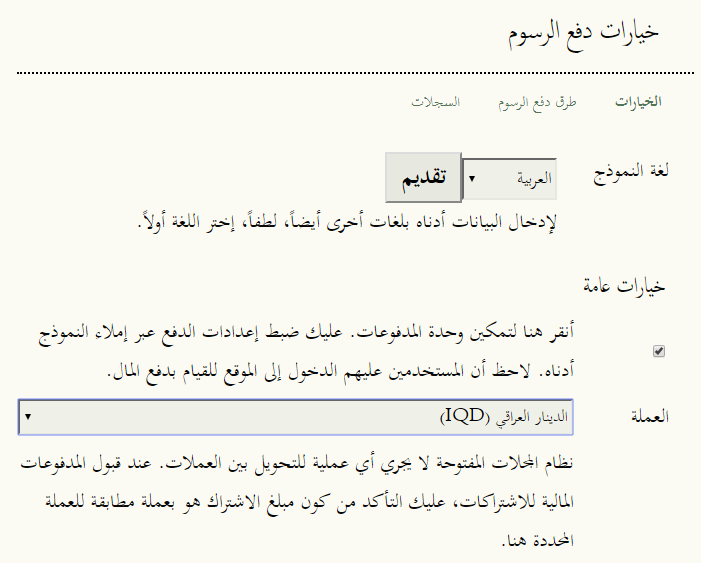 خيارات دفع الرسوم
الخيارات طرق دفع الرسوم السجلات
لغة النموذج العربية تقديم
لإدخال البيانات أدناه بلغات أخرى أيضاً، لطفاً، إختر اللغة أولاً.
خيارات عامة
أنقر هنا لتمكين وحدة المدفوعات. عليك ضبط إعدادات الدفع عبر إملاء النموذج
أدناه. لاحظ أن المستخدمين عليهم الدخول إلى الموقع للقيام بدفع المال.
العملة الدينار العراقي (IQD)
نظام المجلات المفتوحة لا يجري أي عملية للتحويل بين العملات. عند قبول المدفوعات
المالية للاشتراكات، عليك التأكد من كون مبلغ الاشتراك هو بعملة مطابقة للعملة
المحددة هنا.